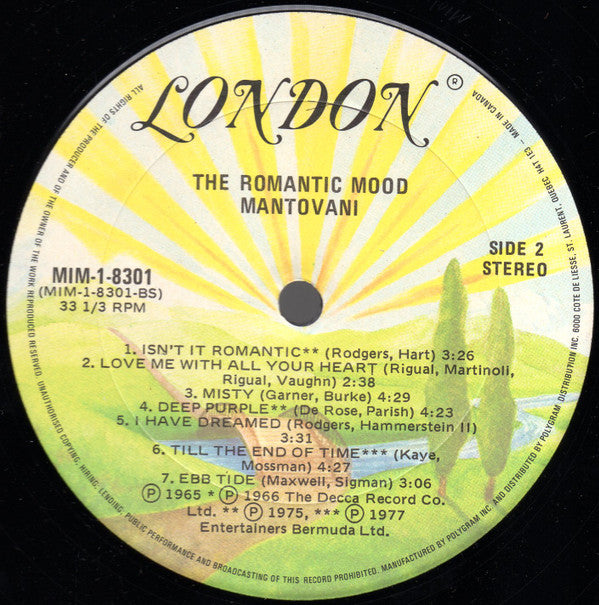 LONDON®
THE ROMANTIC MOOD
MANTOVANI
SIDE 2
STEREO
MIM-1-8301
(MIM-1-8301-BS)
33 1/3 RPM
1. ISN'T IT ROMANTIC** (Rodgers, Hart) 3:26
2. LOVE ME WITH ALL YOUR HEART (Rigual, Martinoli,
Rigual, Vaughn) 2:38
3. MISTY (Garner, Burke) 4:29
4. DEEP PURPLE** (De Rose, Parish) 4:23
5. I HAVE DREAMED (Rodgers, Hammerstein II)
3:31
6. TILL THE END OF TIME*** (Kaye,
Mossman) 4:27
7. EBB TIDE (Maxwell, Sigman) 3:06
Ⓟ 1965 * Ⓟ 1966 The Decca Record Co.
Ltd. ** Ⓟ 1975, *** Ⓟ 1977
Entertainers Bermuda Ltd.
ALL RIGHTS OF THE PRODUCER AND OF THE OWNER OF THE WORK REPRODUCED RESERVED. UNAUTHORISED COPYING, HIRING, LENDING, PUBLIC PERFORMANCE AND BROADCASTING OF THIS RECORD PROHIBITED. MANUFACTURED BY POLYGRAM INC. AND DISTRIBUTED BY POLYGRAM DISTRIBUTION INC. 6000 COTE DE LIESSE, ST. LAURENT, QUEBEC H4T 1E3 – MADE IN CANADA